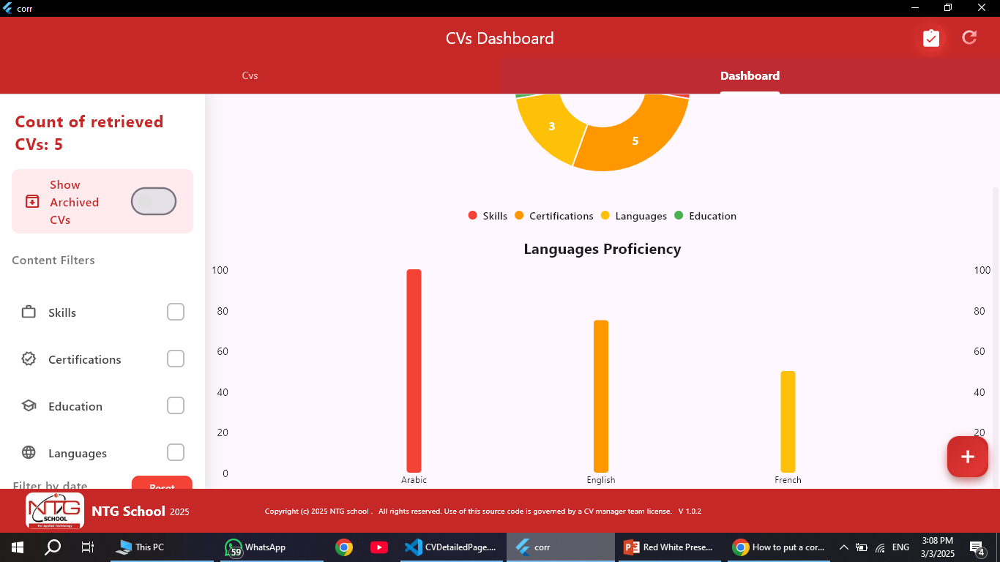 corr
CVs Dashboard
Cvs
Dashboard
Count of retrieved
CVs: 5
Show
Archived
CVs
Content Filters
Skills
Certifications
Education
Languages
Filter by date
Reset
3
5
Skills
Certifications
Languages
Education
Languages Proficiency
100
80
60
40
20
0
100
80
60
40
20
Arabic
English
French
+
NTG
SCHOOL
For Applied Technology
NTG School 2025
Copyright (c) 2025 NTG school . All rights reserved. Use of this source code is governed by a CV manager team license. V 1.0.2
This PC
59
WhatsApp
CVDetailedPage....
corr
Red White Prese...
How to put a cor...
ENG
3:08 PM
3/3/2025
4